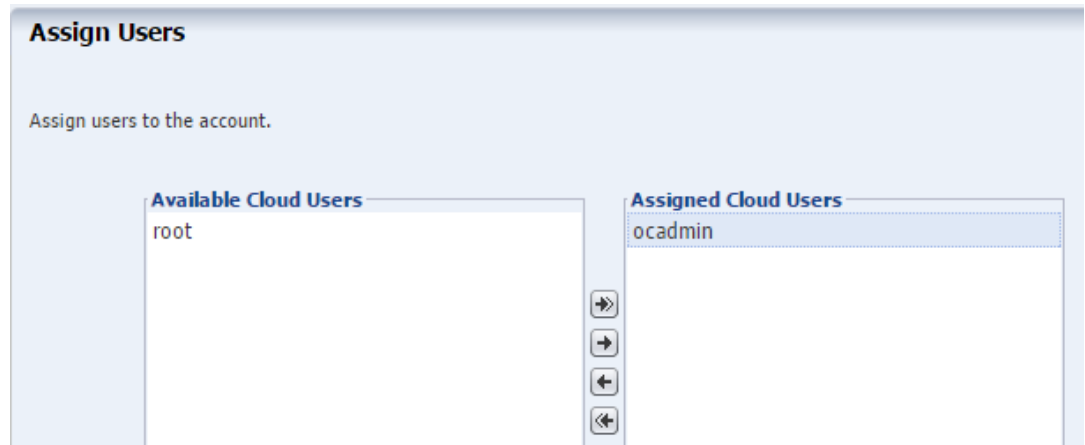 Assign Users
Assign users to the account.
Available Cloud Users
root
Assigned Cloud Users
ocadmin